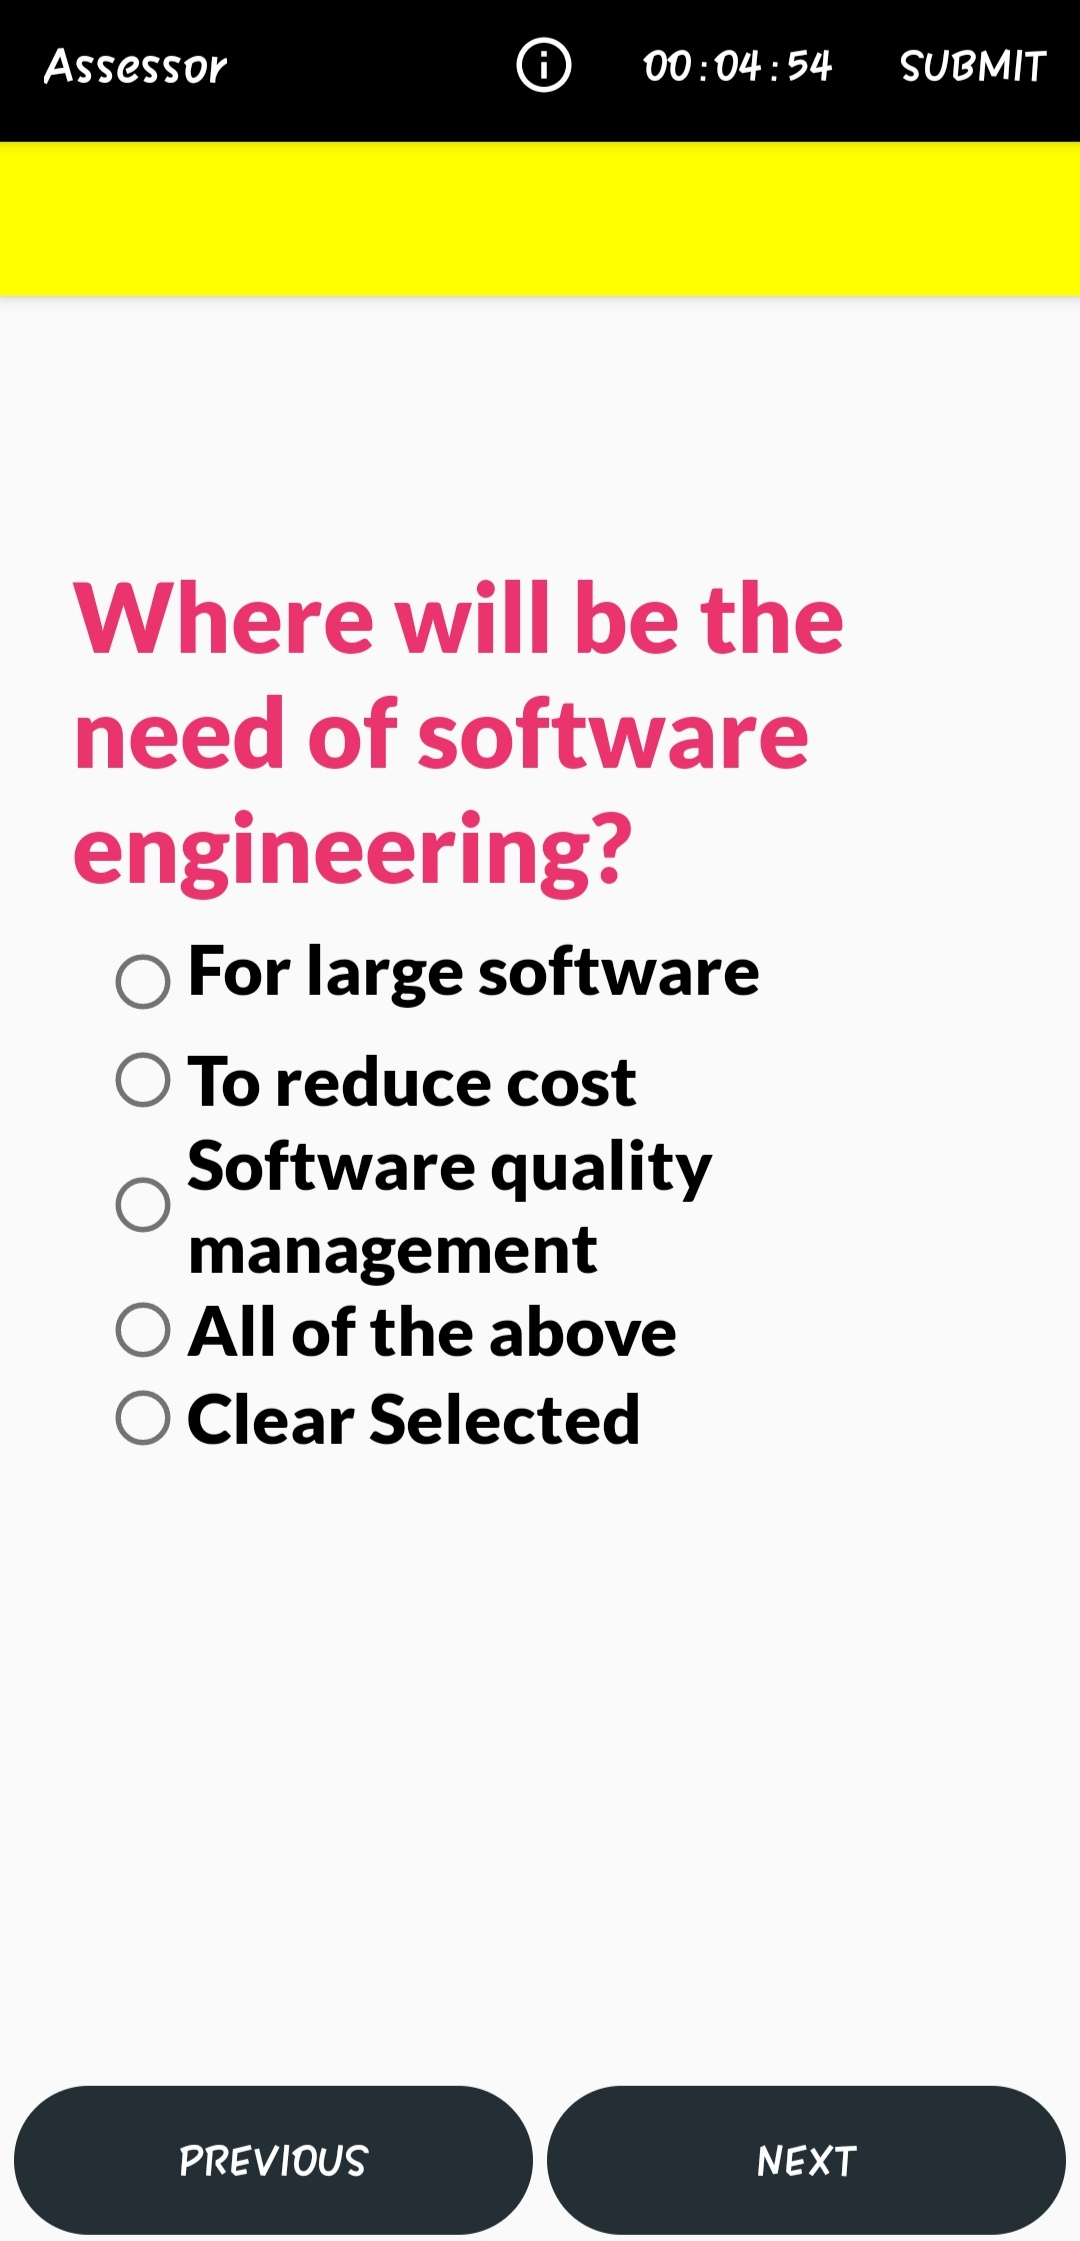 Assessor 00:04:54 SUBMIT
Where will be the
need of software
engineering?
For large software
To reduce cost
Software quality
management
All of the above
Clear Selected
PREVIOUS NEXT